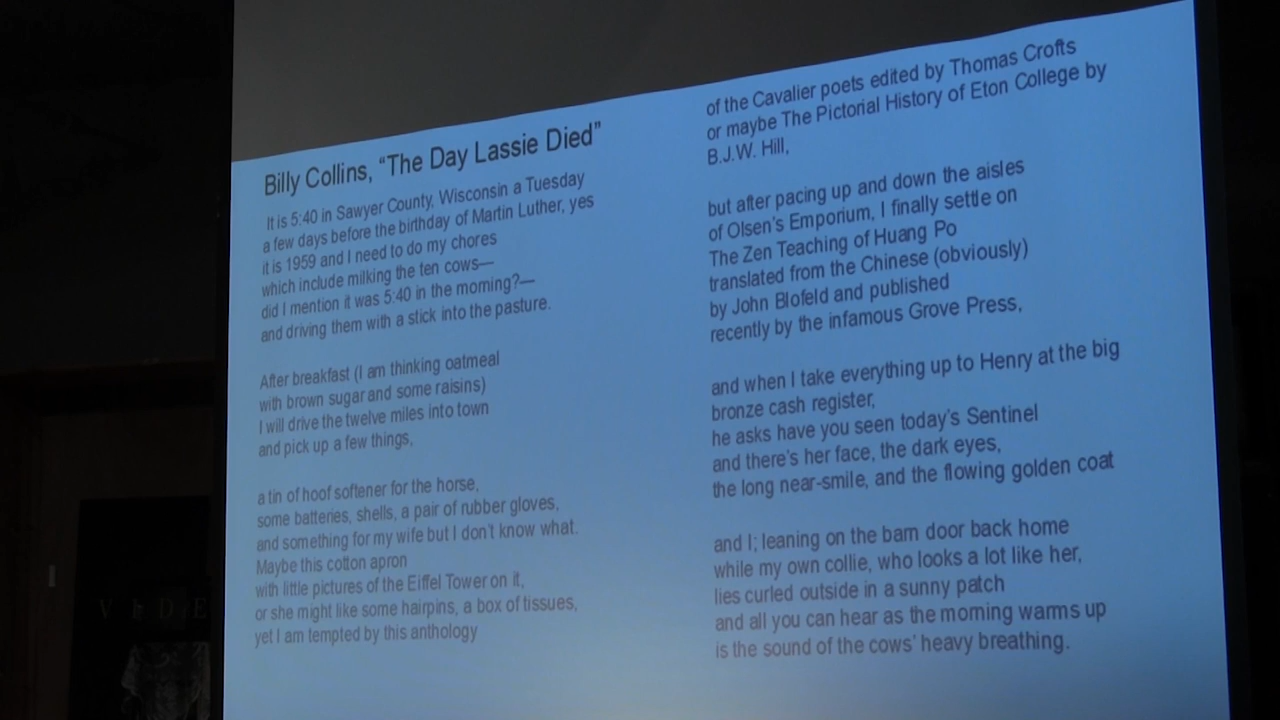 Billy Collins, “The Day Lassie Died”
It is 5:40 in Sawyer County, Wisconsin a Tuesday
a few days before the birthday of Martin Luther, yes
it is 1959 and I need to do my chores
which include milking the ten cows—
did I mention it was 5:40 in the morning?—
and driving them with a stick into the pasture.
After breakfast (I am thinking oatmeal
with brown sugar and some raisins)
I will drive the twelve miles into town
and pick up a few things,
a tin of hoof softener for the horse,
some batteries, shells, a pair of rubber gloves,
and something for my wife but I don’t know what.
Maybe this cotton apron
with little pictures of the Eiffel Tower on it,
or she might like some hairpins, a box of tissues,
yet I am tempted by this anthology
of the Cavalier poets edited by Thomas Crofts
or maybe The Pictorial History of Eton College by
B.J.W. Hill,
but after pacing up and down the aisles
of Olsen’s Emporium, I finally settle on
The Zen Teaching of Huang Po
translated from the Chinese (obviously)
by John Blofeld and published
recently by the infamous Grove Press,
and when I take everything up to Henry at the big
bronze cash register,
he asks have you seen today’s Sentinel
and there’s her face, the dark eyes,
the long near-smile, and the flowing golden coat
and I; leaning on the barn door back home
while my own collie, who looks a lot like her,
lies curled outside in a sunny patch
and all you can hear as the morning warms up
is the sound of the cows’ heavy breathing.